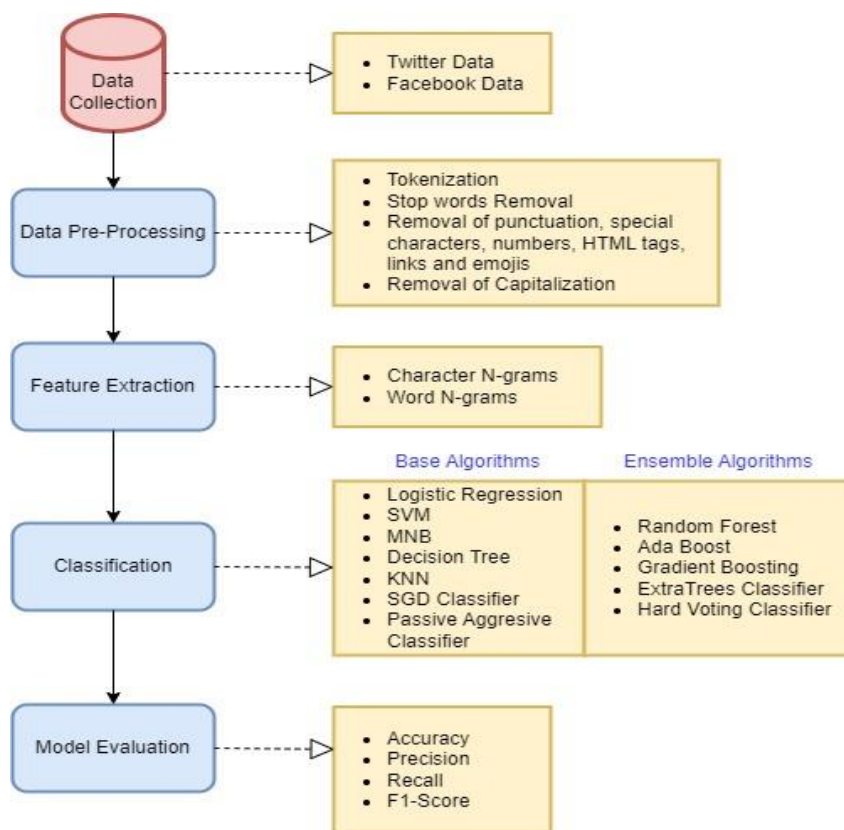 Data
Collection
• Twitter Data
• Facebook Data
Data Pre-Processing
• Tokenization
• Stop words Removal
• Removal of punctuation, special
characters, numbers, HTML tags,
links and emojis
• Removal of Capitalization
Feature Extraction
• Character N-grams
• Word N-grams
Classification
Base Algorithms
• Logistic Regression
• SVM
• MNB
• Decision Tree
• KNN
• SGD Classifier
• Passive Aggresive
Classifier
Ensemble Algorithms
• Random Forest
• Ada Boost
• Gradient Boosting
• ExtraTrees Classifier
• Hard Voting Classifier
Model Evaluation
• Accuracy
• Precision
• Recall
• F1-Score